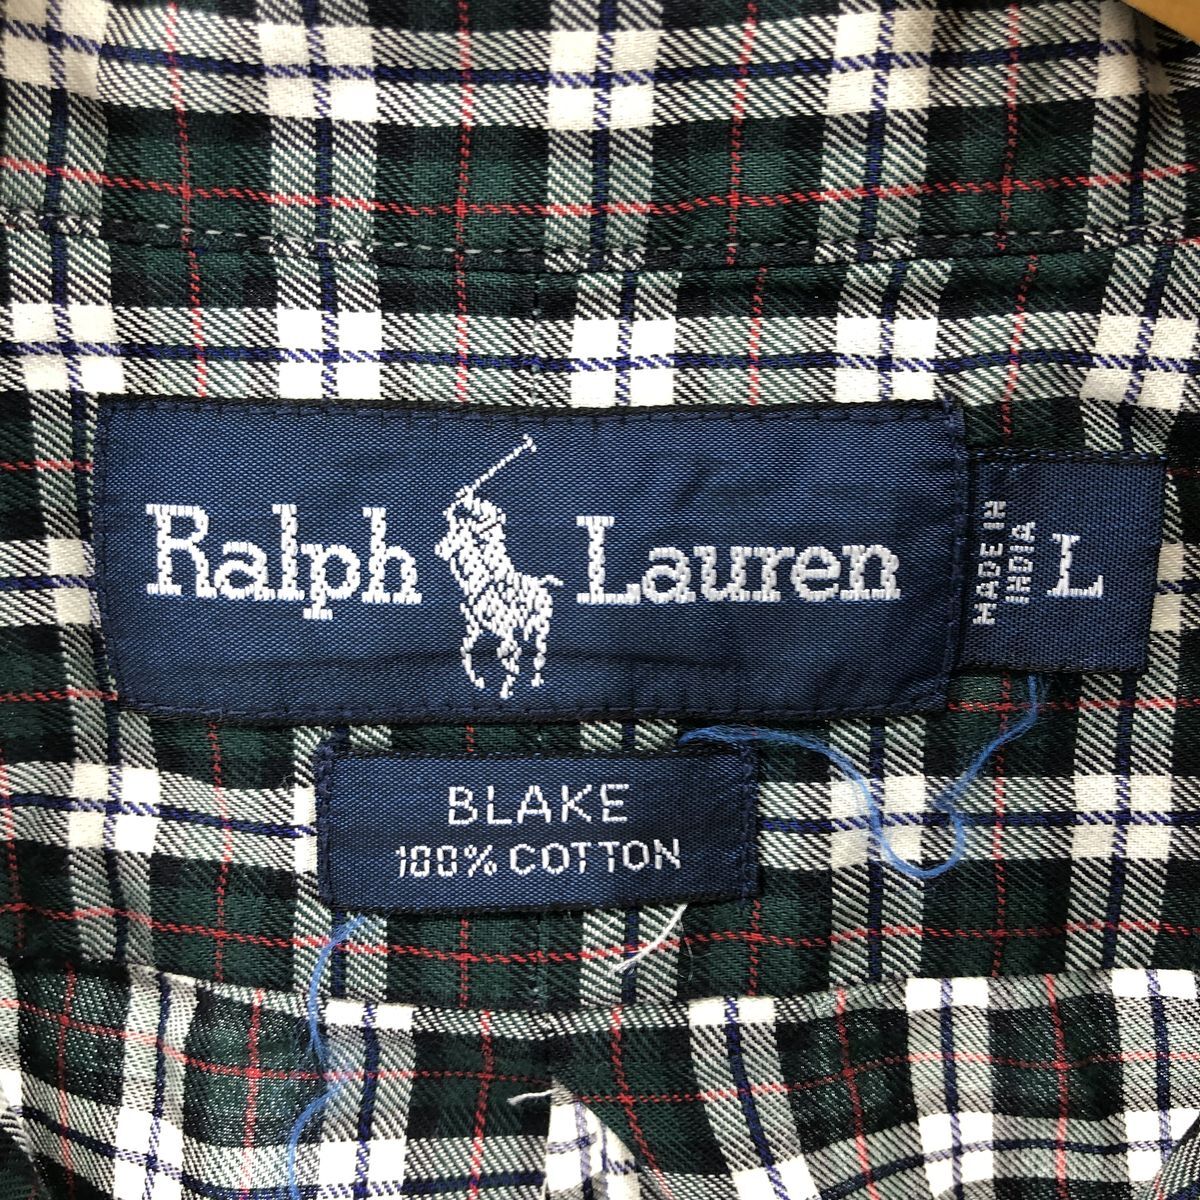 Ralph Lauren
MADE IN
INDIA
L
BLAKE
100% COTTON